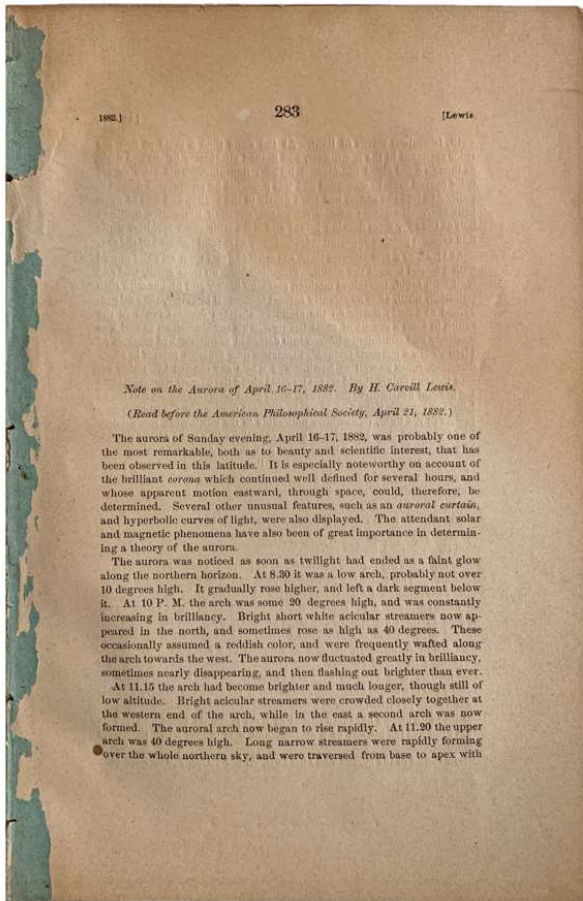 1882.]
283
[Lewis
Note on the Aurora of April 16–17, 1882. By H. Carvill Lewis.
(Read before the American Philosophical Society, April 21, 1882.)
The aurora of Sunday evening, April 16–17, 1882, was probably one of
the most remarkable, both as to beauty and scientific interest, that has
been observed in this latitude. It is especially noteworthy on account of
the brilliant corona which continued well defined for several hours, and
whose apparent motion eastward, through space, could, therefore, be
determined. Several other unusual features, such as an auroral curtain,
and hyperbolic curves of light, were also displayed. The attendant solar
and magnetic phenomena have also been of great importance in determin-
ing a theory of the aurora.
The aurora was noticed as soon as twilight had ended as a faint glow
along the northern horizon. At 8.30 it was a low arch, probably not over
10 degrees high. It gradually rose higher, and left a dark segment below
it. At 10 P. M. the arch was some 20 degrees high, and was constantly
increasing in brilliancy. Bright short white acicular streamers now ap-
peared in the north, and sometimes rose as high as 40 degrees. These
occasionally assumed a reddish color, and were frequently wafted along
the arch towards the west. The aurora now fluctuated greatly in brilliancy,
sometimes nearly disappearing, and then flashing out brighter than ever.
At 11.15 the arch had become brighter and much longer, though still of
low altitude. Bright acicular streamers were crowded closely together at
the western end of the arch, while in the east a second arch was now
formed. The auroral arch now began to rise rapidly. At 11.20 the upper
arch was 40 degrees high. Long narrow streamers were rapidly forming
over the whole northern sky, and were traversed from base to apex with